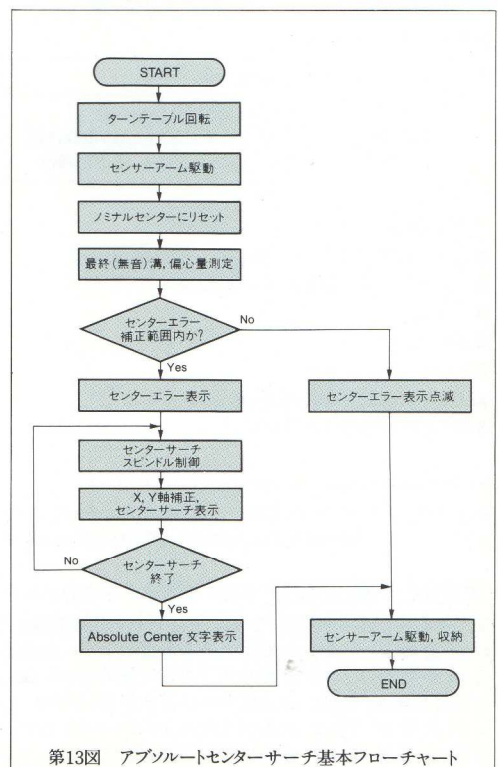 START
ターンテーブル回転
センサーアーム駆動
ノミナルセンターにリセット
最終(無音)溝,偏心量測定
センターエラー
補正範囲内か?
No
Yes
センターエラー表示
センターエラー表示点滅
センターサーチ
スピンドル制御
X, Y軸補正,
センターサーチ表示
No
センターサーチ
終了
Yes
Absolute Center 文字表示
センサーアーム駆動, 収納
END
第13図 アブソルートセンターサーチ基本フローチャート